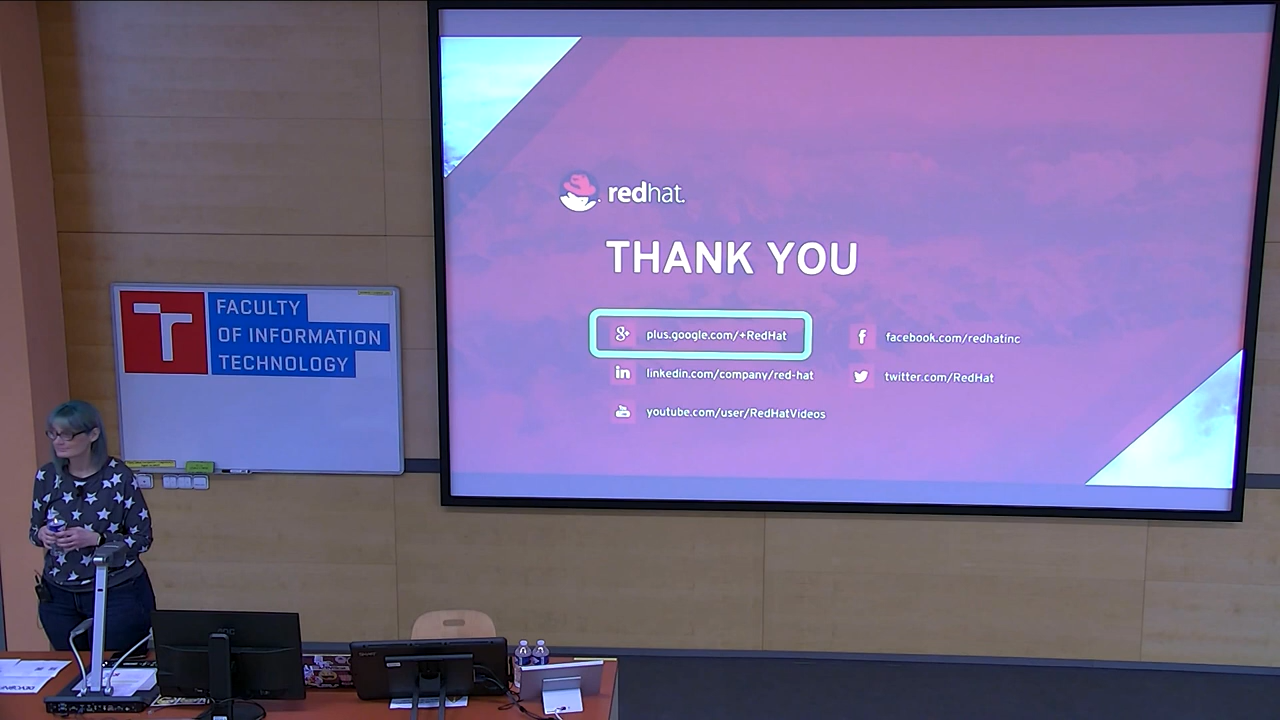 redhat.
THANK YOU
plus.google.com/+RedHat
facebook.com/redhatinc
linkedin.com/company/red-hat
twitter.com/RedHat
youtube.com/user/RedHatVideos
FACULTY
OF INFORMATION
TECHNOLOGY